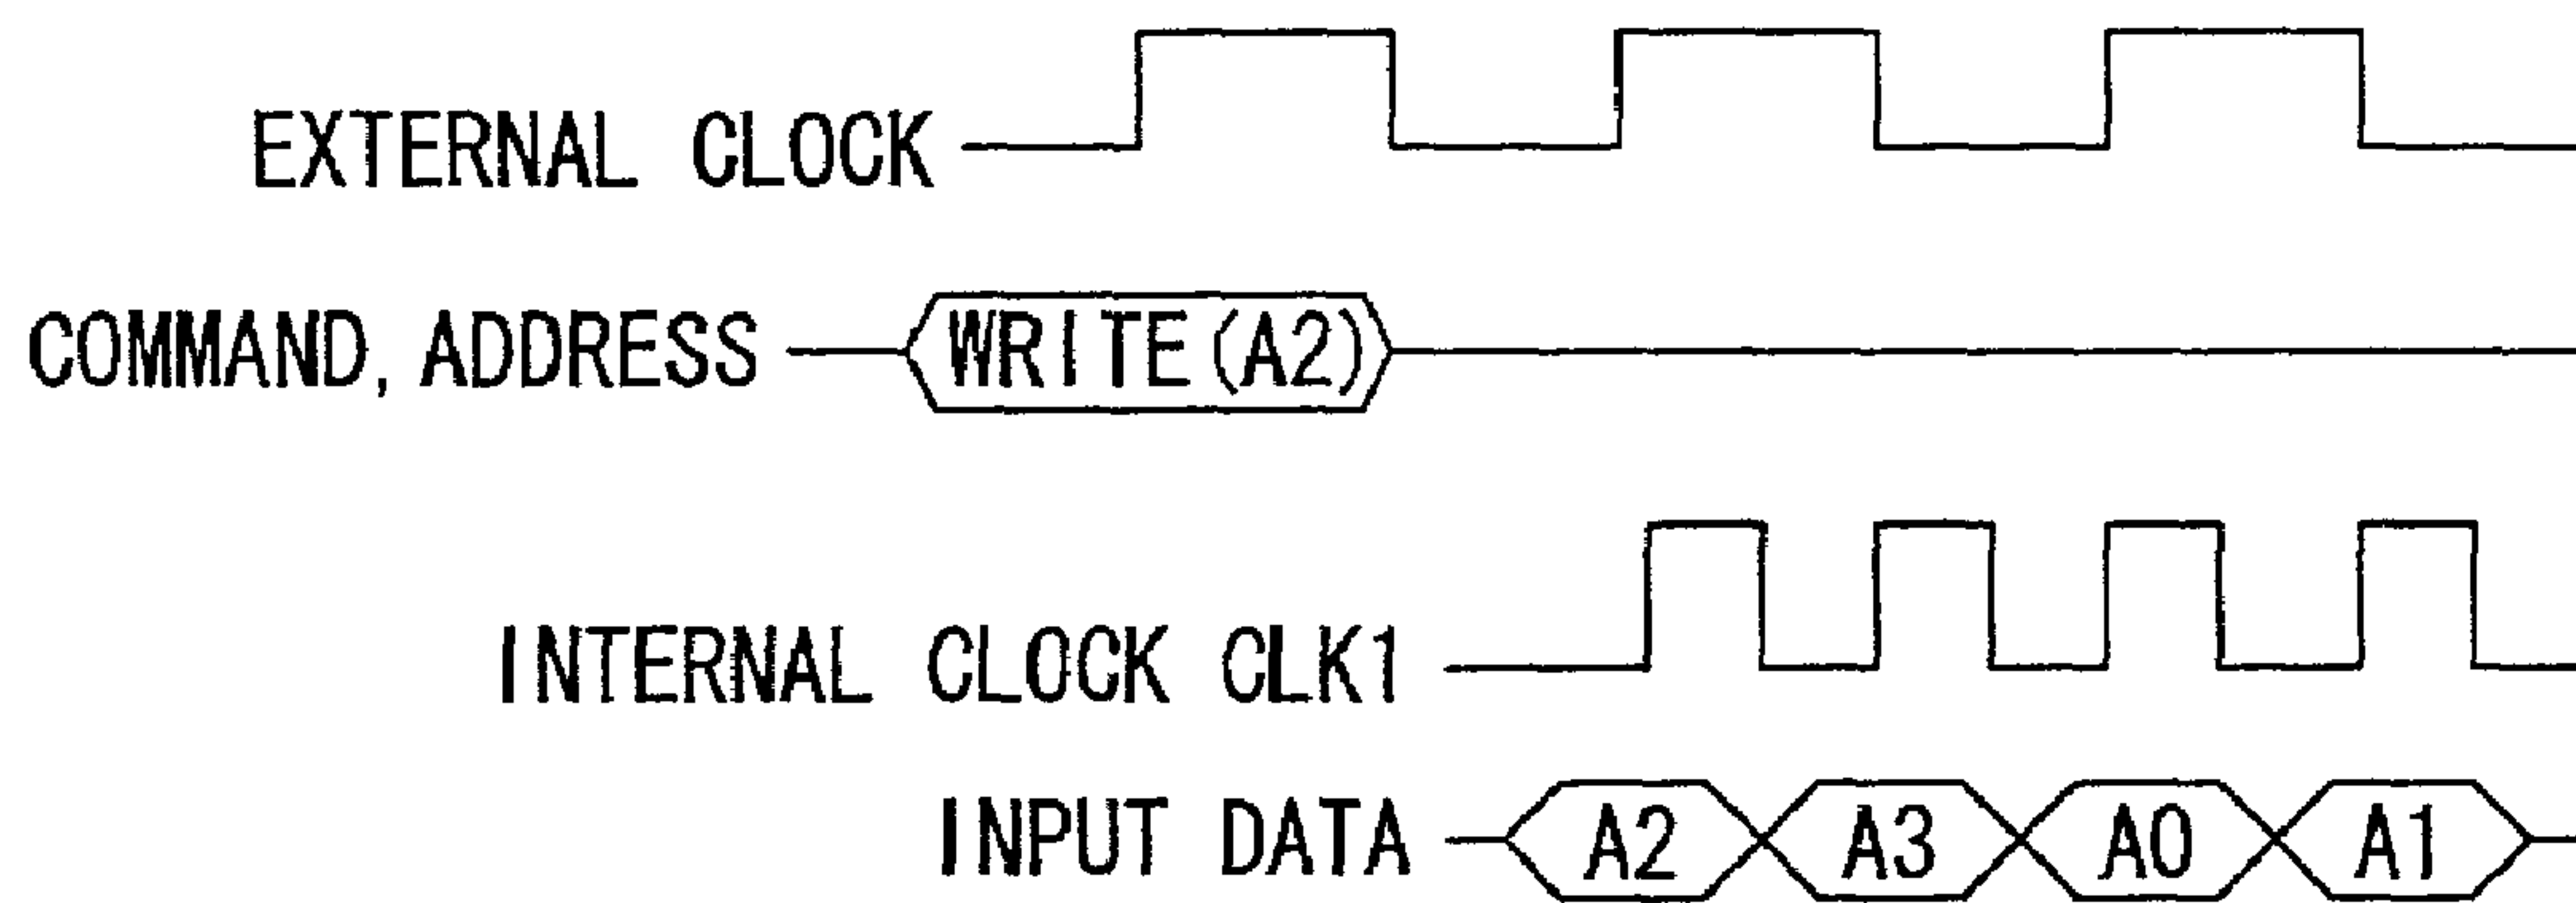 EXTERNAL CLOCK
COMMAND, ADDRESS WRITE(A2)
INTERNAL CLOCK CLK1
INPUT DATA A2 A3 A0 A1